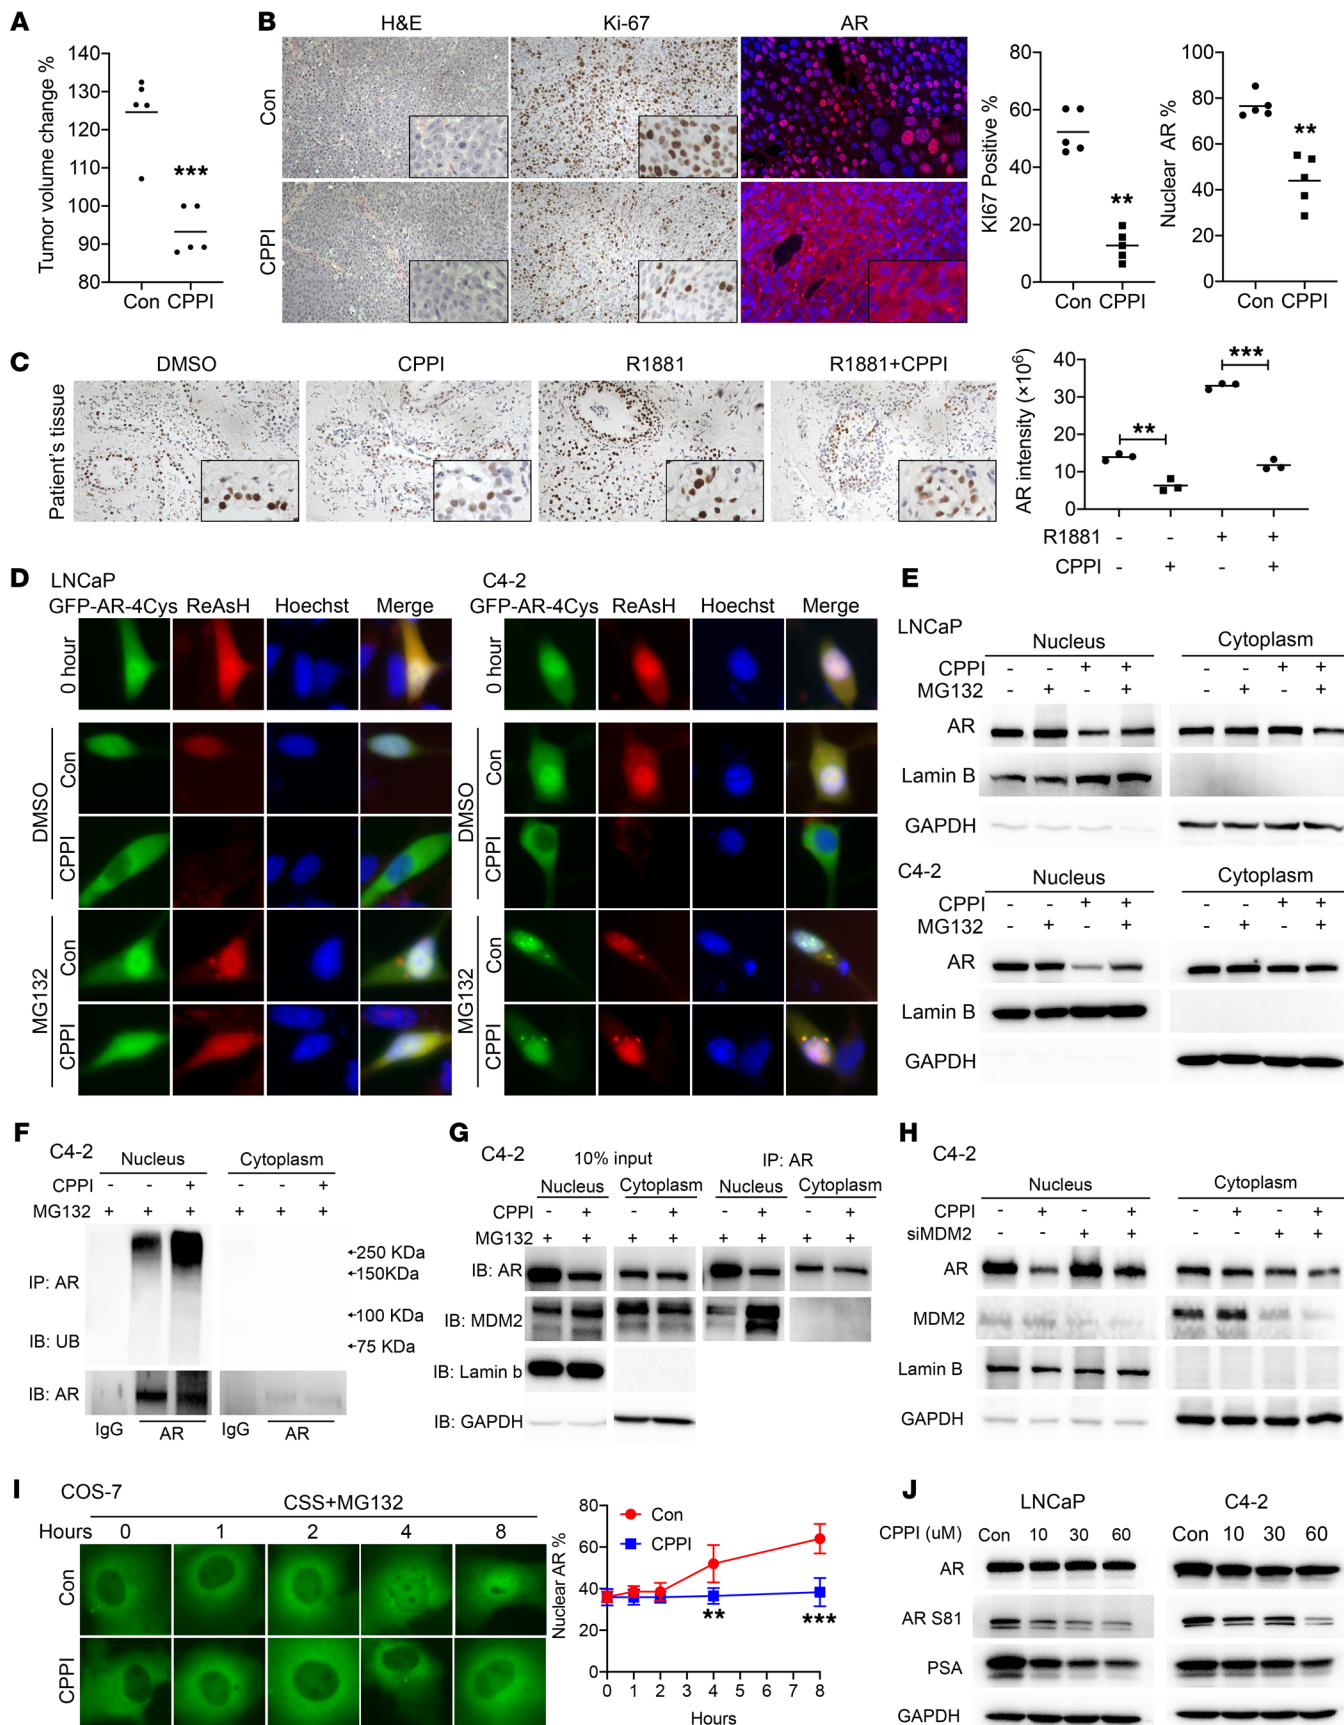 A
Tumor volume change %
140
130
120
110
100
90
80
***
Con CPPI
B
H&E Ki-67 AR
Con
CPPI
KI67 Positive %
80
60
40
20
0
**
Con CPPI
Nuclear AR %
100
80
60
40
20
0
**
Con CPPI
C
DMSO CPPI R1881 R1881+CPPI
Patient's tissue
AR intensity (×10⁶)
40
30
20
10
0
** ***
R1881 - - + +
CPPI - + - +
D
LNCaP
GFP-AR-4Cys ReAsH Hoechst Merge
0 hour
DMSO
Con
CPPI
MG132
Con
CPPI
C4-2
GFP-AR-4Cys ReAsH Hoechst Merge
0 hour
DMSO
Con
CPPI
MG132
Con
CPPI
E
LNCaP
Nucleus Cytoplasm
CPPI - - + + - - + +
MG132 - + - + - + - +
AR
Lamin B
GAPDH
C4-2
Nucleus Cytoplasm
CPPI - - + + - - + +
MG132 - + - + - + - +
AR
Lamin B
GAPDH
F
C4-2
Nucleus Cytoplasm
CPPI - - + - - +
MG132 + + + + + +
IP: AR
IB: UB
←250 KDa
←150KDa
←100 KDa
←75 KDa
IB: AR
IgG AR IgG AR
G
C4-2
10% input IP: AR
Nucleus Cytoplasm Nucleus Cytoplasm
CPPI - + - + - + - +
MG132 + + + + + + + +
IB: AR
IB: MDM2
IB: Lamin b
IB: GAPDH
H
C4-2
Nucleus Cytoplasm
CPPI - + - + - + - +
siMDM2 - - + + - - + +
AR
MDM2
Lamin B
GAPDH
I
COS-7
CSS+MG132
Hours 0 1 2 4 8
Con
CPPI
Nuclear AR %
80
60
40
20
0
Con
CPPI
** ***
0 1 2 3 4 5 6 7 8
Hours
J
LNCaP C4-2
CPPI (uM) Con 10 30 60 Con 10 30 60
AR
AR S81
PSA
GAPDH